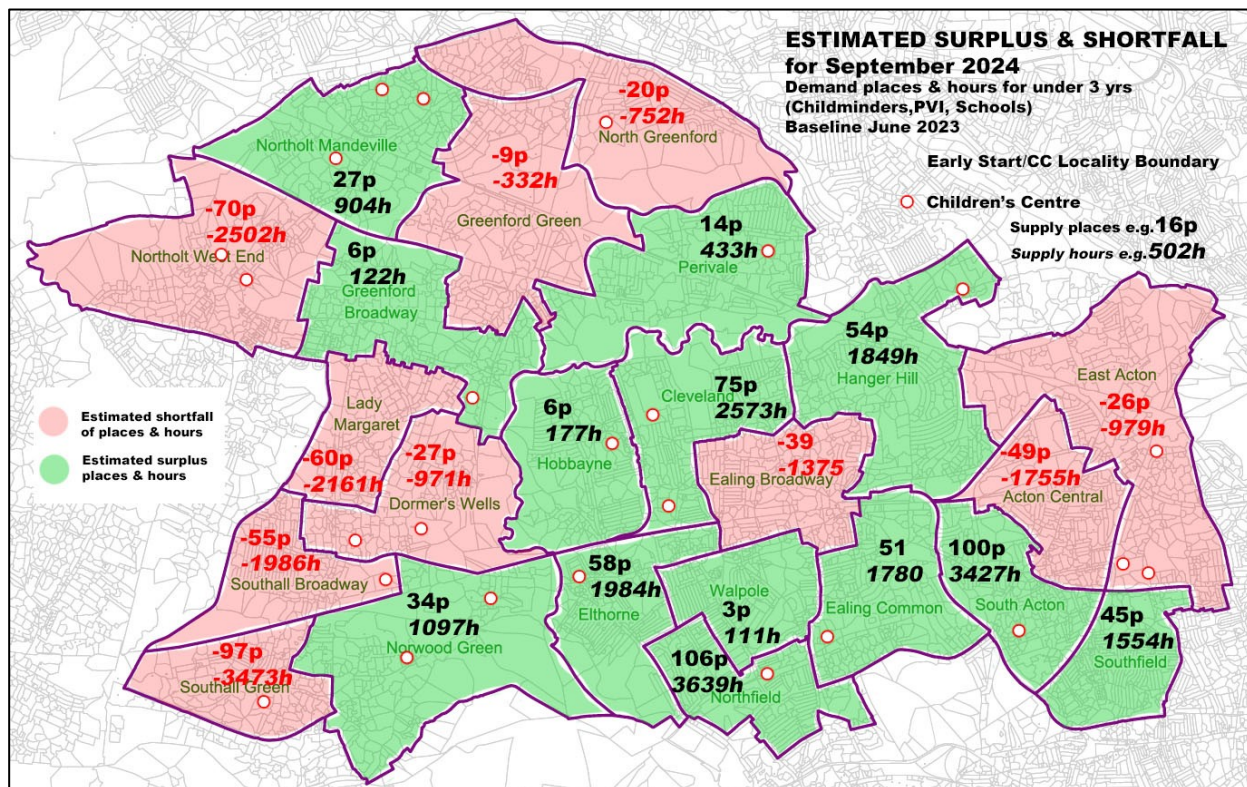 ESTIMATED SURPLUS & SHORTFALL
for September 2024
Demand places & hours for under 3 yrs
(Childminders,PVI, Schools)
Baseline June 2023
Early Start/CC Locality Boundary
Children's Centre
Supply places e.g.16p
Supply hours e.g.502h
-20p
-752h
North Greenford
Northolt Mandeville
27p
904h
-9p
-332h
Greenford Green
-70p
-2502h
Northolt West End
6p
122h
Greenford
Broadway
14p
433h
Perivale
54p
1849h
Hanger Hill
East Acton
-26p
-979h
Lady
Margaret
-60p
-2161h
-27p
-971h
Dormer's Wells
6p
177h
Hobbayne
Cleveland
75p
2573h
-39
-1375
Ealing Broadway
-49p
-1755h
Acton Central
Estimated shortfall
of places & hours
Estimated surplus
places & hours
-55p
-1986h
Southall Broadway
34p
1097h
Norwood Green
58p
1984h
Elthorne
Walpole
3p
111h
51
1780
Ealing Common
100p
3427h
South Acton
45p
1554h
Southfield
-97p
-3473h
Southall Green
106p
3639h
Northfield